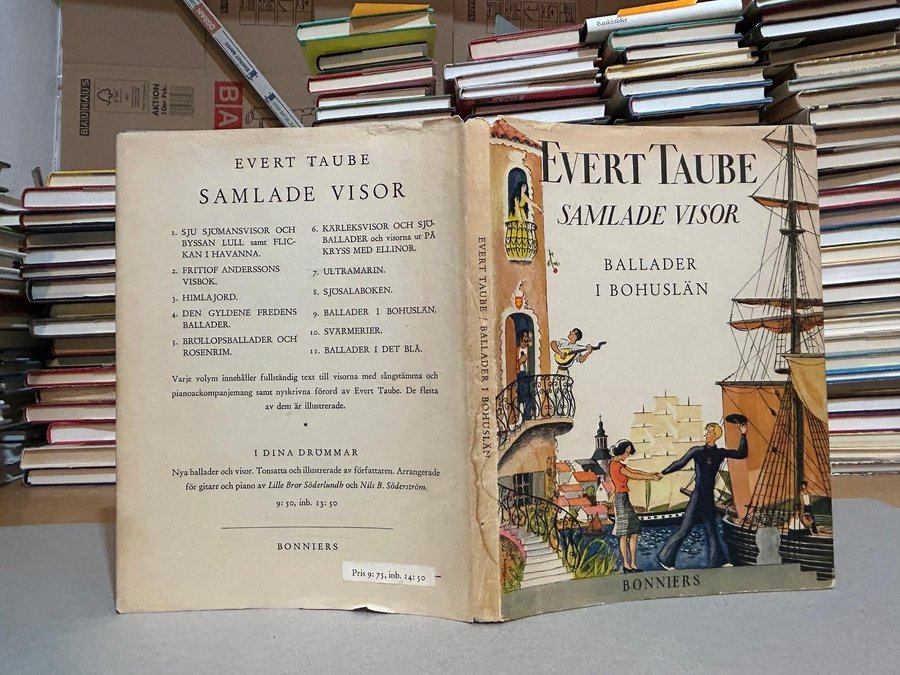 BAUHAUS
FSC
AKTION
10er Pak.
BA
Bankbilder
EVERT TAUBE
SAMLADE VISOR
1. SJU SJÖMANSVISOR OCH
BYSSAN LULL samt FLIC-
KAN I HAVANNA.
2. FRITIOF ANDERSSONS
VISBOK.
3. HIMLAJORD.
4. DEN GYLDENE FREDENS
BALLADER.
5. BRÖLLOPSBALLADER OCH
ROSENRIM.
6. KÄRLEKSVISOR OCH SJÖ-
BALLADER och visorna ur PÅ
KRYSS MED ELLINOR.
7. ULTRAMARIN.
8. SJÖSALABOKEN.
9. BALLADER I BOHUSLÄN.
10. SVÄRMERIER.
11. BALLADER I DET BLÅ.
Varje volym innehåller fullständig text till visorna med sångstämma och
pianoackompanjemang samt nyskrivna förord av Evert Taube. De flesta
av dem är illustrerade.
*
I DINA DRÖMMAR
Nya ballader och visor. Tonsatta och illustrerade av författaren. Arrangerade
för gitarr och piano av Lille Bror Söderlundh och Nils B. Söderström.
9: 50, inb. 13: 50
BONNIERS
Pris 9: 75, inb. 14: 50
EVERT TAUBE / BALLADER I BOHUSLÄN
EVERT TAUBE
SAMLADE VISOR
BALLADER
I BOHUSLÄN
BONNIERS